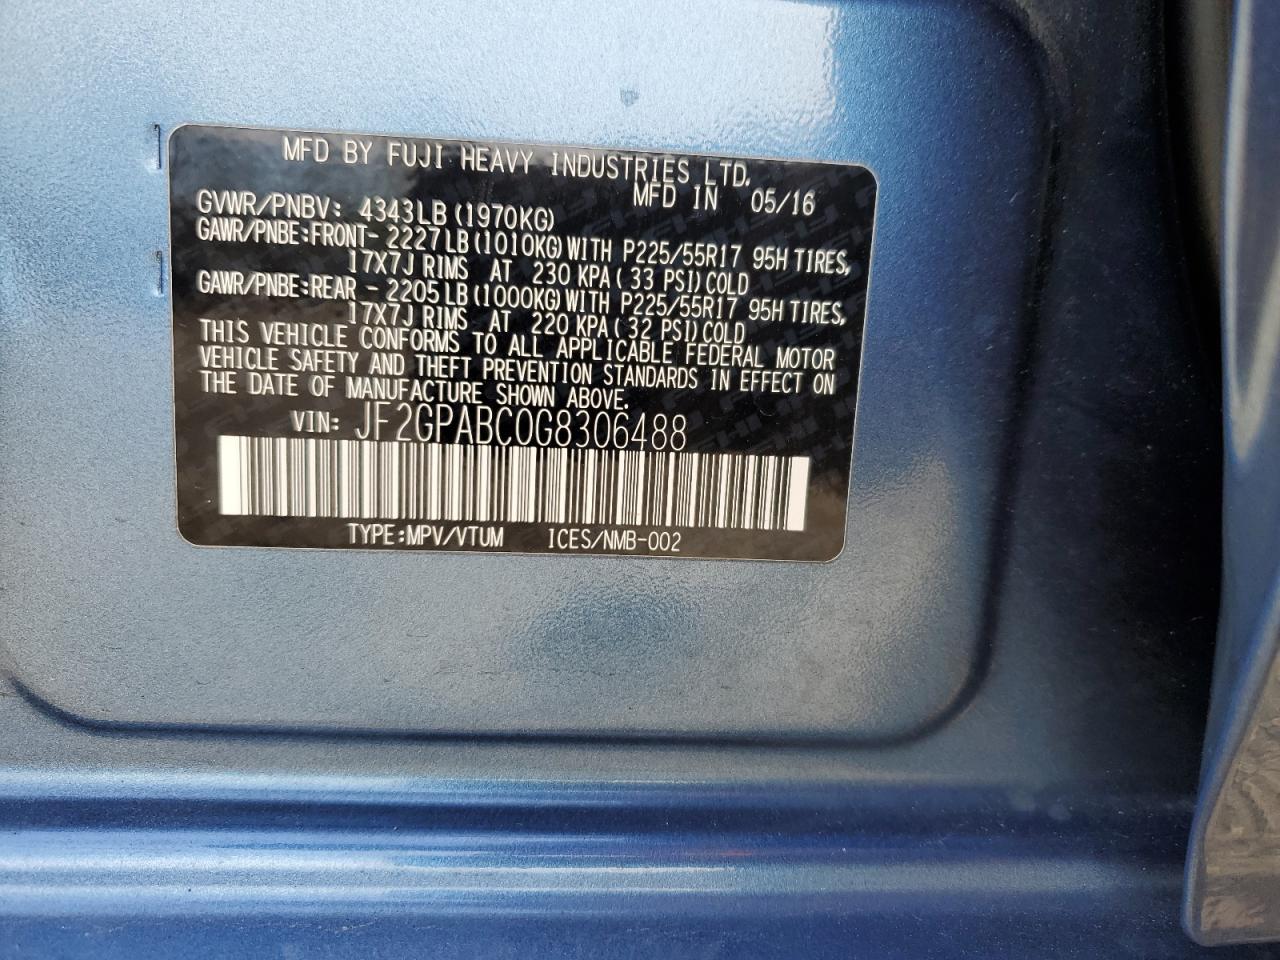 MFD BY FUJI HEAVY INDUSTRIES LTD.
MFD IN 05/16
GVWR/PNBV: 4343LB(1970KG)
GAWR/PNBE:FRONT- 2227LB(1010KG)WITH P225/55R17 95H TIRES,
17X7J RIMS AT 230 KPA( 33 PSI)COLD
GAWR/PNBE:REAR - 2205LB(1000KG)WITH P225/55R17 95H TIRES,
17X7J RIMS AT 220 KPA( 32 PSI)COLD
THIS VEHICLE CONFORMS TO ALL APPLICABLE FEDERAL MOTOR
VEHICLE SAFETY AND THEFT PREVENTION STANDARDS IN EFFECT ON
THE DATE OF MANUFACTURE SHOWN ABOVE.
VIN: JF2GPABC0G8306488
TYPE:MPV/VTUM ICES/NMB-002